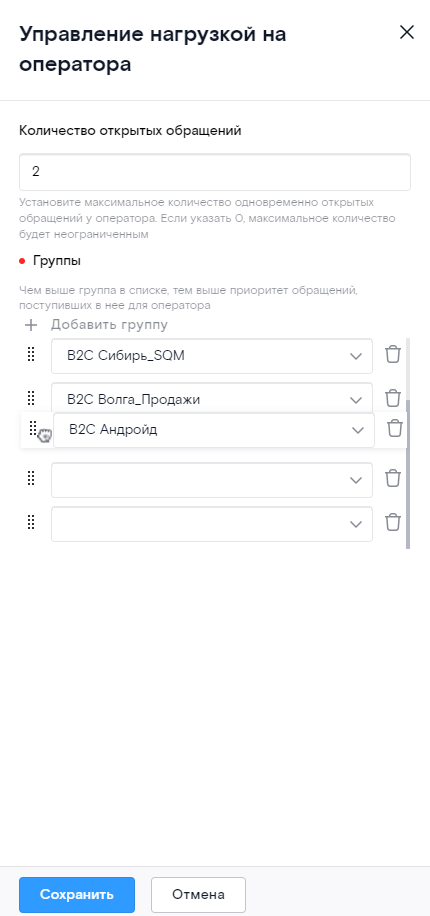 Управление нагрузкой на
оператора
Количество открытых обращений
2
Установите максимальное количество одновременно открытых
обращений у оператора. Если указать 0, максимальное количество
будет неограниченным
Группы
Чем выше группа в списке, тем выше приоритет обращений,
поступивших в нее для оператора
Добавить группу
B2C Сибирь_SQM
B2C Волга_Продажи
B2C Андройд
Сохранить
Отмена